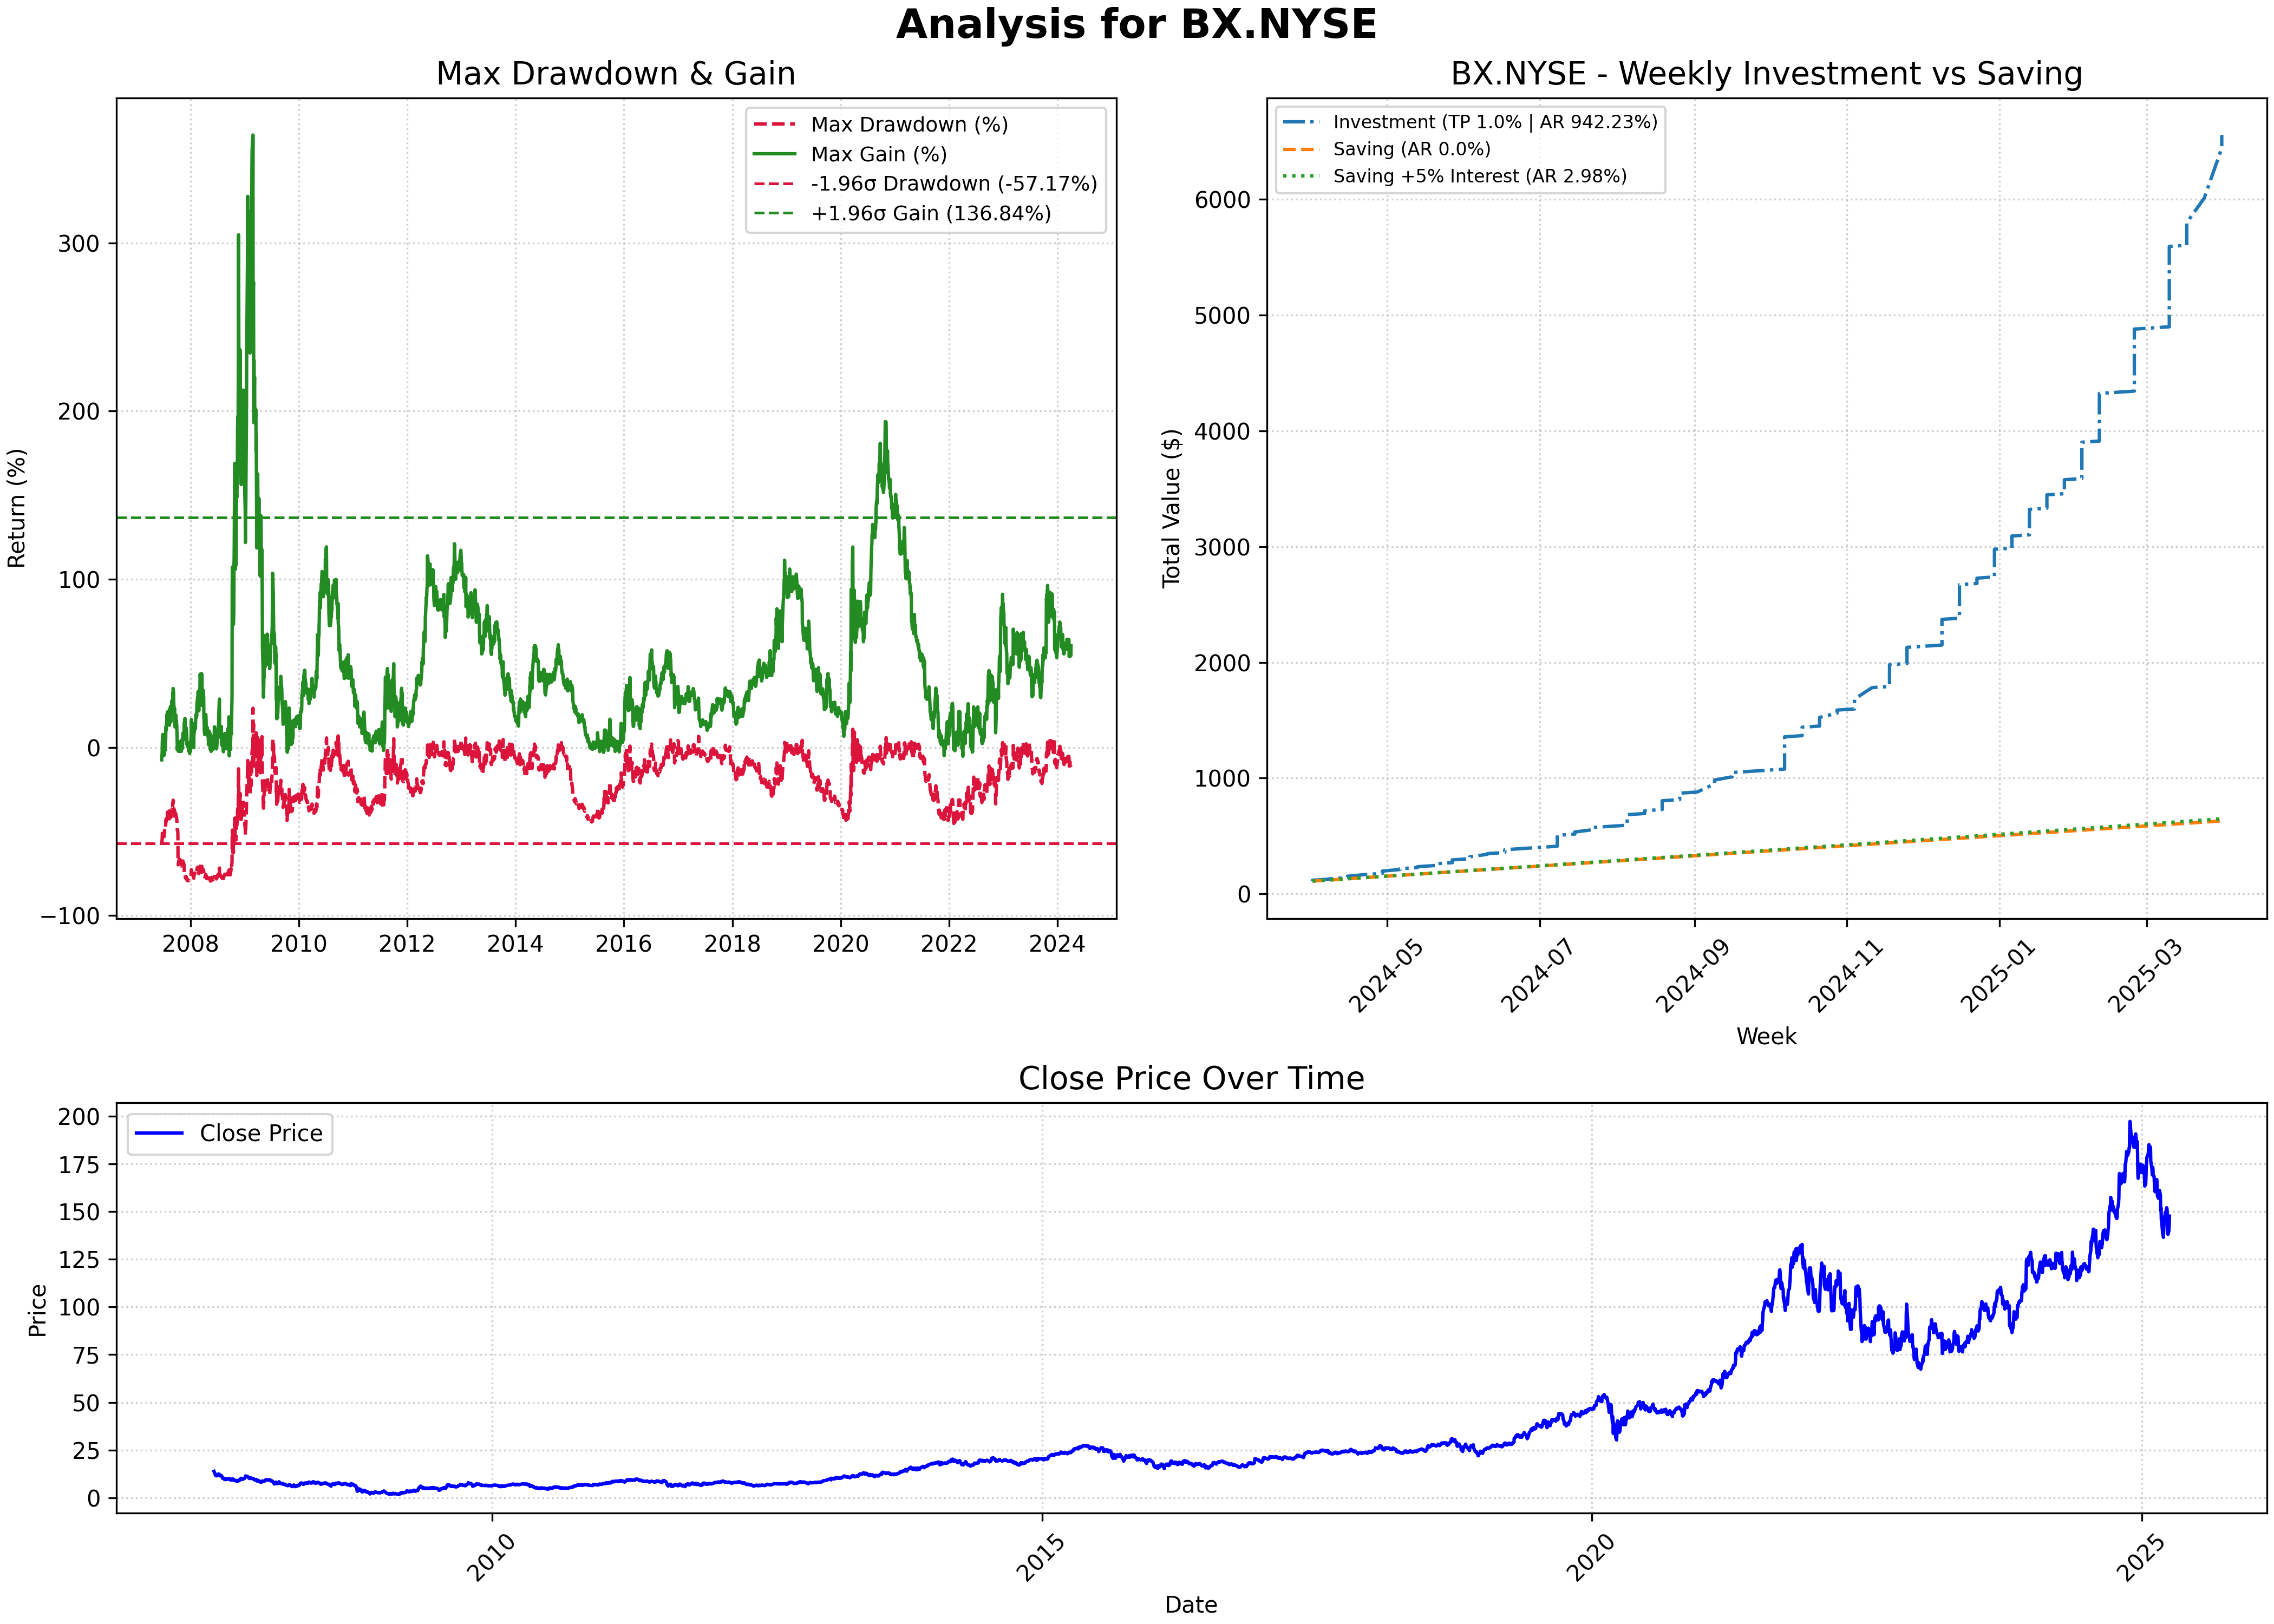 Analysis for BX.NYSE
Max Drawdown & Gain
Return (%)
300
200
100
0
−100
2008 2010 2012 2014 2016 2018 2020 2022 2024
Max Drawdown (%)
Max Gain (%)
-1.96σ Drawdown (-57.17%)
+1.96σ Gain (136.84%)
BX.NYSE - Weekly Investment vs Saving
Total Value ($)
6000
5000
4000
3000
2000
1000
0
2024-05 2024-07 2024-09 2024-11 2025-01 2025-03
Week
Investment (TP 1.0% | AR 942.23%)
Saving (AR 0.0%)
Saving +5% Interest (AR 2.98%)
Close Price Over Time
Price
200
175
150
125
100
75
50
25
0
2010 2015 2020 2025
Date
Close Price